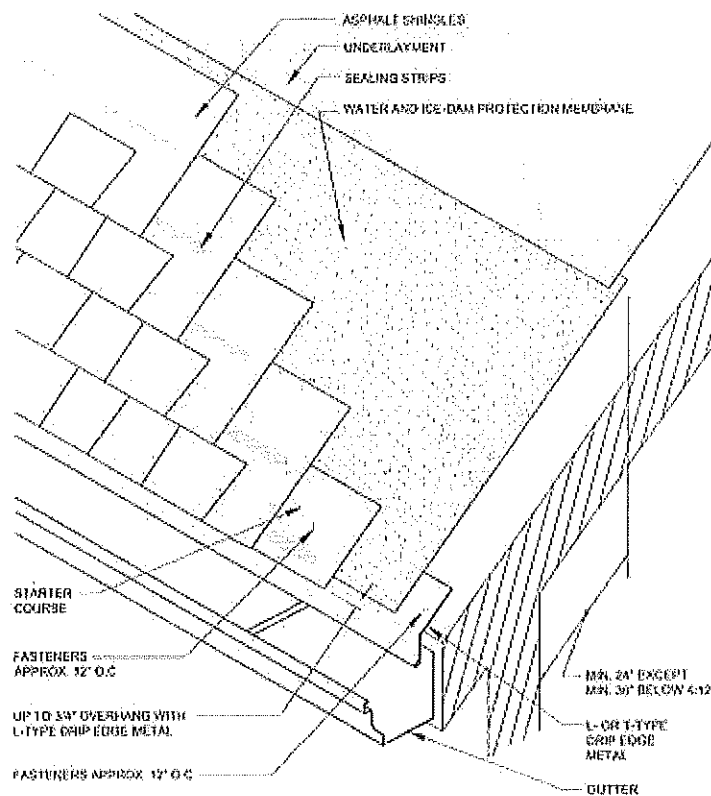 ASPHALT SHINGLES
UNDERLAYMENT
SEALING STRIPS
WATER AND ICE-DAM PROTECTION MEMBRANE
STARTER
COURSE
FASTENERS
APPROX. 12" O.C
UP TO 3/4" OVERHANG WITH
L-TYPE DRIP EDGE METAL
FASTENERS APPROX. 12" O.C
MIN. 24" EXCEPT
MIN. 36" BELOW 4:12
L- OR T-TYPE
DRIP EDGE
METAL
GUTTER